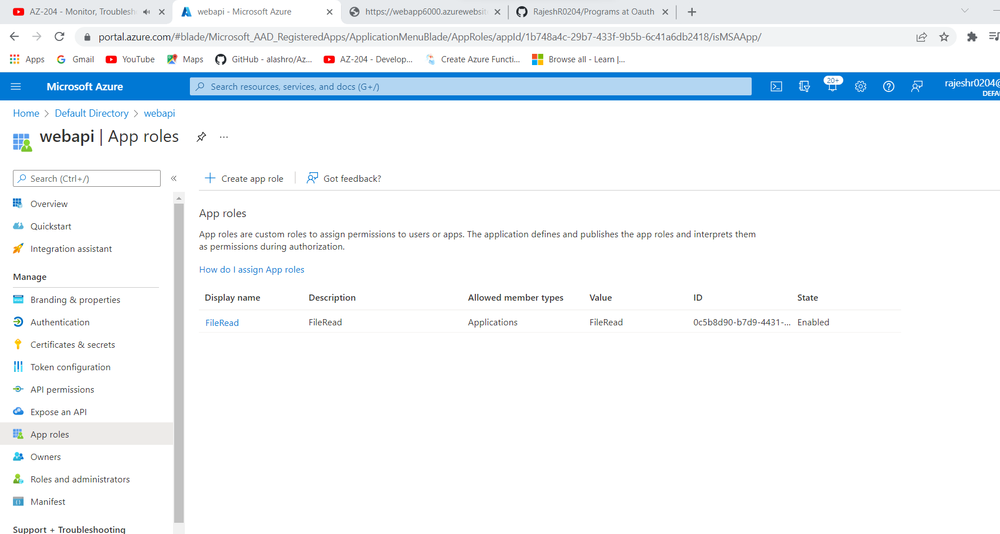 AZ-204 - Monitor, Troublesh
webapi - Microsoft Azure
https://webapp6000.azurewebsit
RajeshR0204/Programs at Oauth
portal.azure.com/#blade/Microsoft_AAD_RegisteredApps/ApplicationMenuBlade/AppRoles/appId/1b748a4c-29b7-433f-9b5b-6c41a6db2418/isMSAApp/
Apps
Gmail
YouTube
Maps
GitHub - alashro/Az...
AZ-204 - Develop...
Create Azure Functi...
Browse all - Learn |...
Microsoft Azure
Search resources, services, and docs (G+/)
20+
rajeshr0204@
DEFAU
Home > Default Directory > webapi
webapi | App roles
...
Search (Ctrl+/)
«
Overview
Quickstart
Integration assistant
Manage
Branding & properties
Authentication
Certificates & secrets
Token configuration
API permissions
Expose an API
App roles
Owners
Roles and administrators
Manifest
Support + Troubleshooting
Create app role
Got feedback?
App roles
App roles are custom roles to assign permissions to users or apps. The application defines and publishes the app roles and interprets them
as permissions during authorization.
How do I assign App roles
Display name Description Allowed member types Value ID State
FileRead FileRead Applications FileRead 0c5b8d90-b7d9-4431-... Enabled